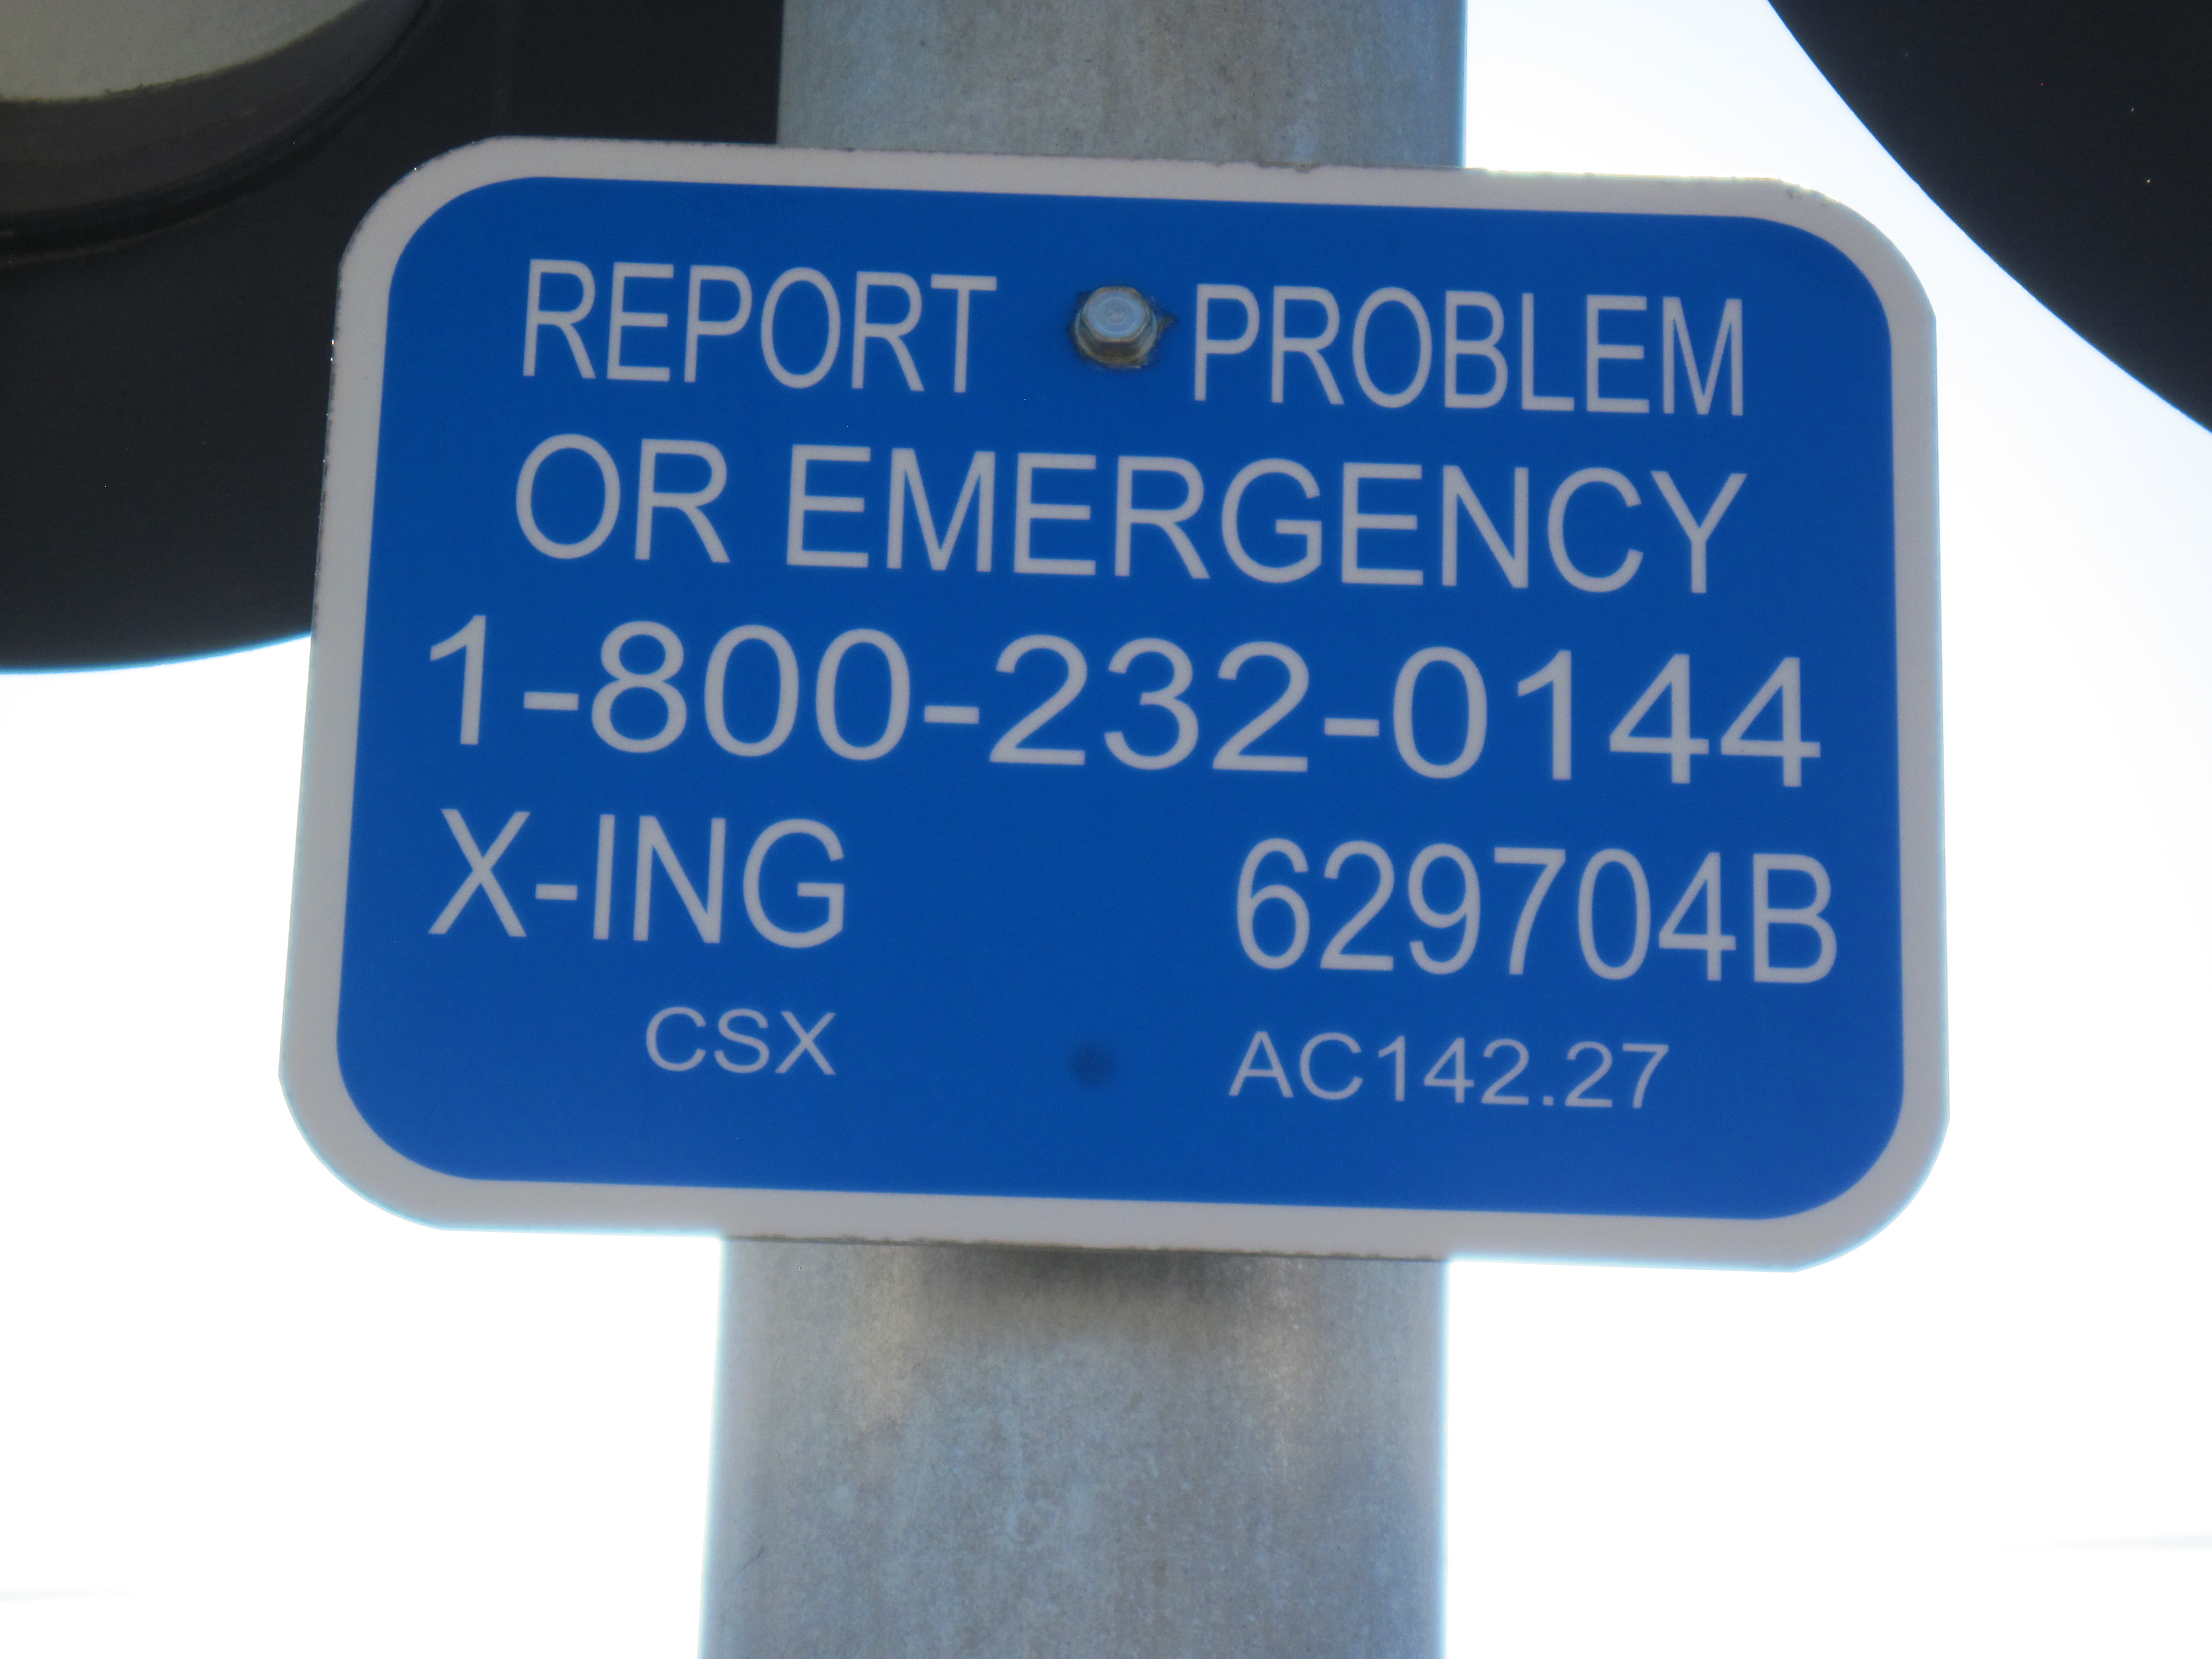 REPORT PROBLEM
OR EMERGENCY
1-800-232-0144
X-ING 629704B
CSX AC142.27